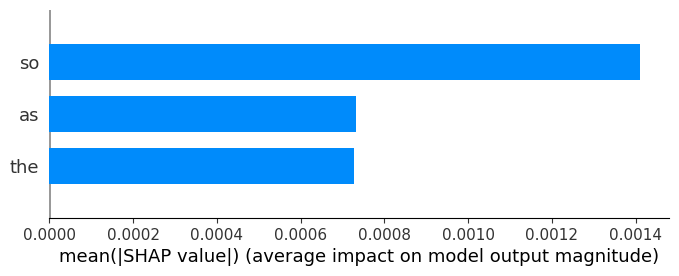 so
as
the
0.0000 0.0002 0.0004 0.0006 0.0008 0.0010 0.0012 0.0014
mean(|SHAP value|) (average impact on model output magnitude)